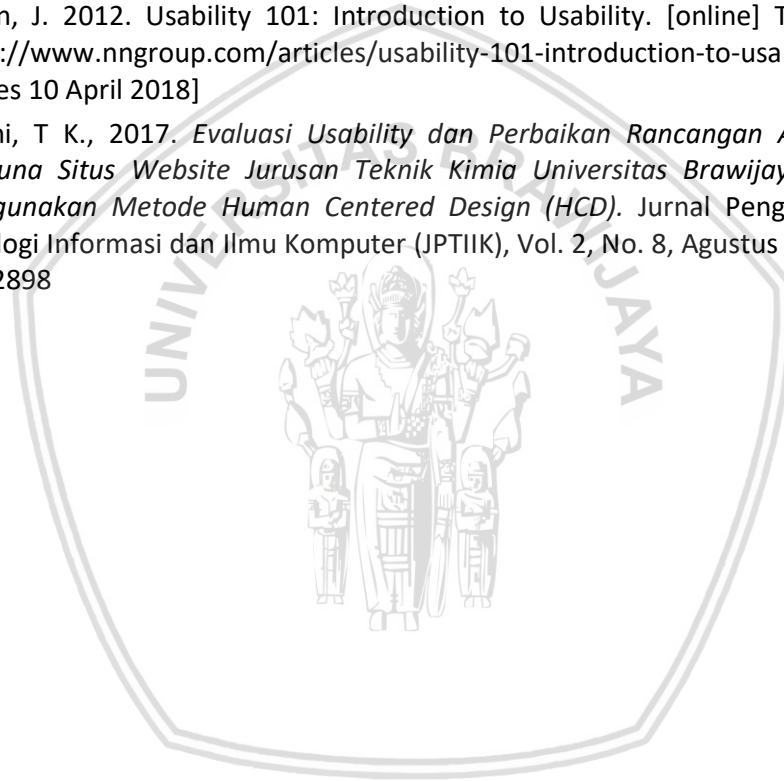 n, J. 2012. Usability 101: Introduction to Usability. [online] T
://www.nngroup.com/articles/usability-101-introduction-to-usa
es 10 April 2018]
ni, T K., 2017. Evaluasi Usability dan Perbaikan Rancangan A
una Situs Website Jurusan Teknik Kimia Universitas Brawijay
gunakan Metode Human Centered Design (HCD). Jurnal Peng
logi Informasi dan Ilmu Komputer (JPTIIK), Vol. 2, No. 8, Agustus
2898
UNIVERSITAS BRAWIJAYA